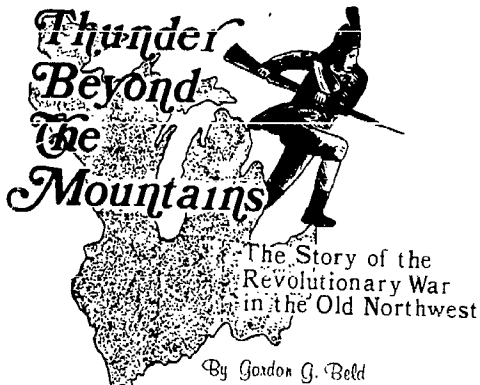 Thunder
Beyond
The
Mountains
The Story of the
Revolutionary War
in the Old Northwest
By Gordon G. Beld